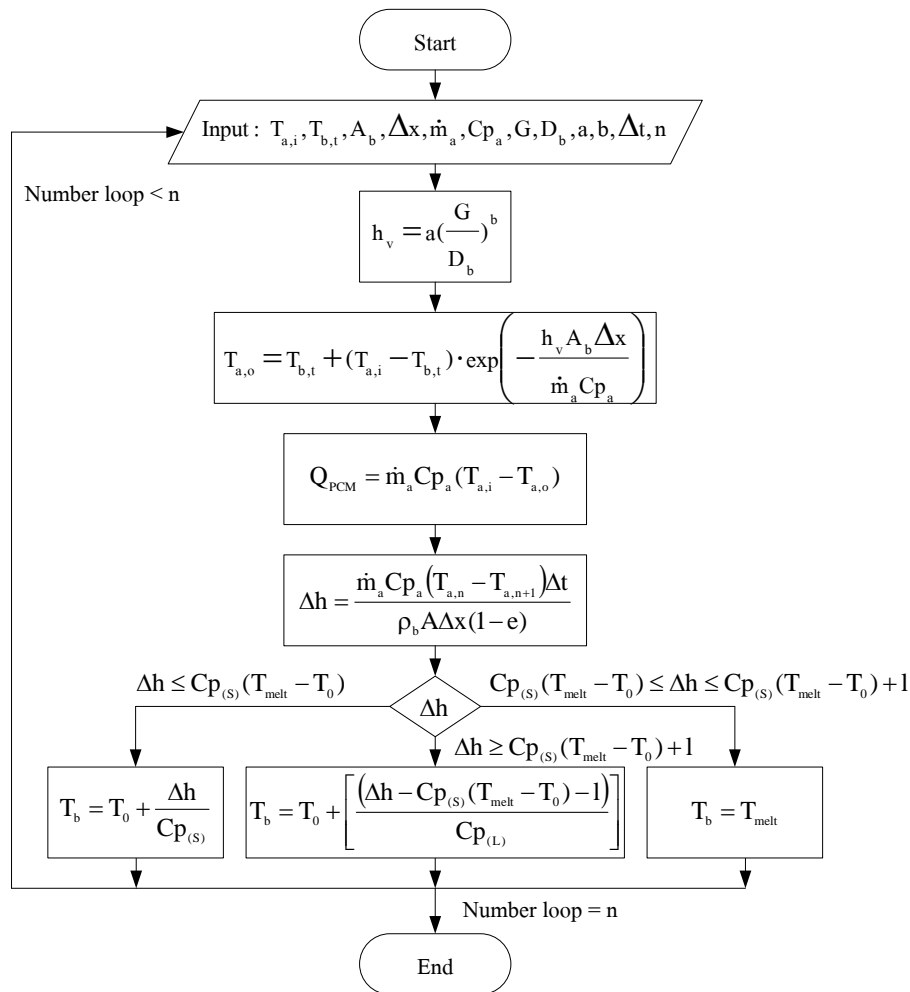 Start
Input : T_{a,i}, T_{b,t}, A_b, Δx, ṁ_a, Cp_a, G, D_b, a, b, Δt, n
Number loop < n
h_v = a(G/D_b)^b
T_{a,o} = T_{b,t} + (T_{a,i} − T_{b,t}) · exp(− h_v A_b Δx / ṁ_a Cp_a)
Q_{PCM} = ṁ_a Cp_a (T_{a,i} − T_{a,o})
Δh = ṁ_a Cp_a (T_{a,n} − T_{a,n+1}) Δt / ρ_b A Δx (1 − e)
Δh ≤ Cp_{(S)} (T_{melt} − T_0)
Cp_{(S)} (T_{melt} − T_0) ≤ Δh ≤ Cp_{(S)} (T_{melt} − T_0) + l
Δh
Δh ≥ Cp_{(S)} (T_{melt} − T_0) + l
T_b = T_0 + Δh / Cp_{(S)}
T_b = T_0 + [(Δh − Cp_{(S)} (T_{melt} − T_0) − l) / Cp_{(L)}]
T_b = T_{melt}
Number loop = n
End